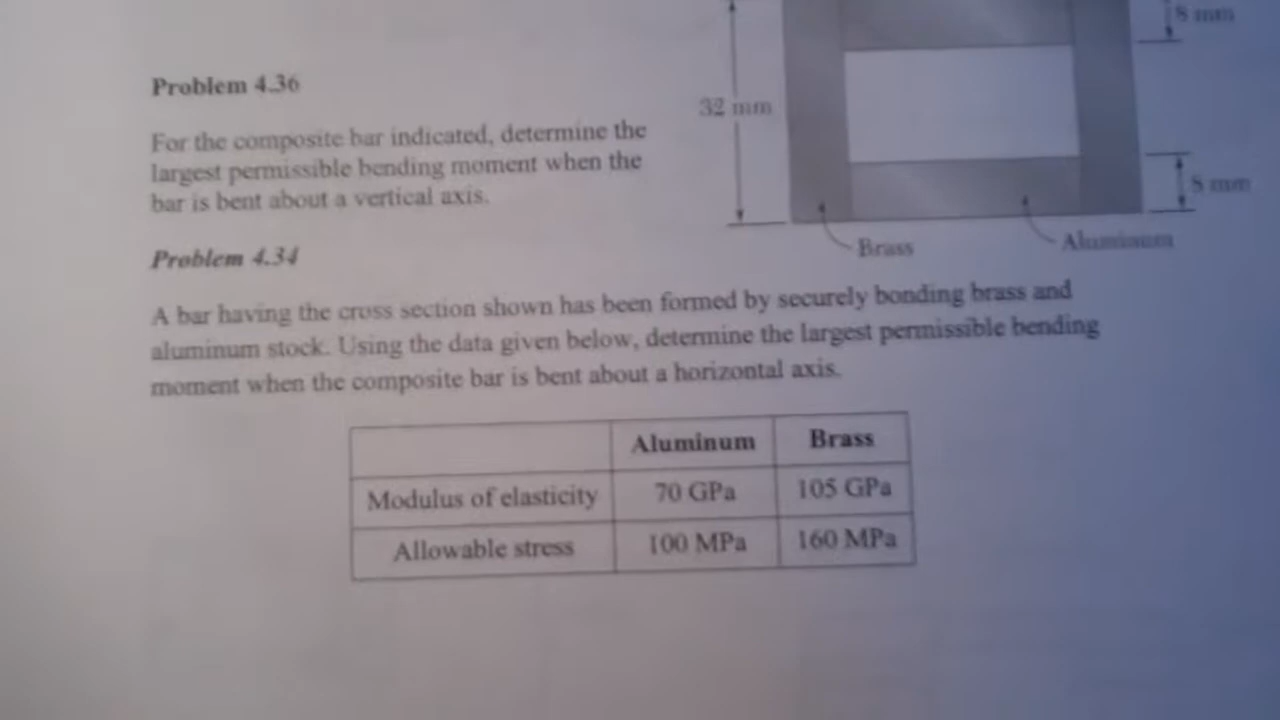 8 mm
Problem 4.36
32 mm
For the composite bar indicated, determine the
largest permissible bending moment when the
bar is bent about a vertical axis.
8 mm
Brass
Aluminum
Problem 4.34
A bar having the cross section shown has been formed by securely bonding brass and
aluminum stock. Using the data given below, determine the largest permissible bending
moment when the composite bar is bent about a horizontal axis.
Aluminum Brass
Modulus of elasticity 70 GPa 105 GPa
Allowable stress 100 MPa 160 MPa